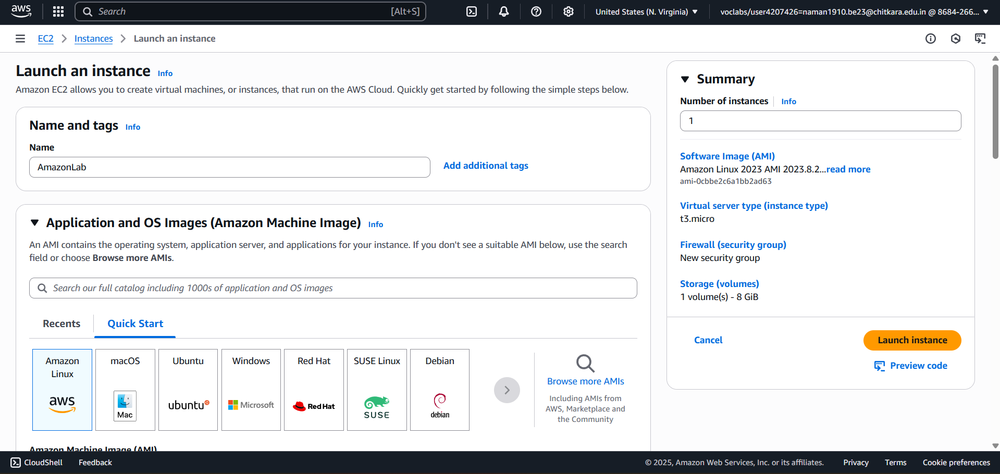 aws
Search [Alt+S]
United States (N. Virginia)
voclabs/user4207426=naman1910.be23@chitkara.edu.in @ 8684-266...
EC2
Instances
Launch an instance
Launch an instance
Info
Amazon EC2 allows you to create virtual machines, or instances, that run on the AWS Cloud. Quickly get started by following the simple steps below.
Name and tags
Info
Name
AmazonLab
Add additional tags
Application and OS Images (Amazon Machine Image)
Info
An AMI contains the operating system, application server, and applications for your instance. If you don't see a suitable AMI below, use the search
field or choose Browse more AMIs.
Search our full catalog including 1000s of application and OS images
Recents
Quick Start
Amazon
Linux
aws
macOS
Mac
Ubuntu
ubuntu
Windows
Microsoft
Red Hat
Red Hat
SUSE Linux
SUSE
Debian
debian
Browse more AMIs
Including AMIs from
AWS, Marketplace and
the Community
Amazon Machine Image (AMI)
Summary
Number of instances
Info
1
Software Image (AMI)
Amazon Linux 2023 AMI 2023.8.2...read more
ami-0cbbe2c6a1bb2ad63
Virtual server type (instance type)
t3.micro
Firewall (security group)
New security group
Storage (volumes)
1 volume(s) - 8 GiB
Cancel
Launch instance
Preview code
CloudShell
Feedback
© 2025, Amazon Web Services, Inc. or its affiliates.
Privacy
Terms
Cookie preferences